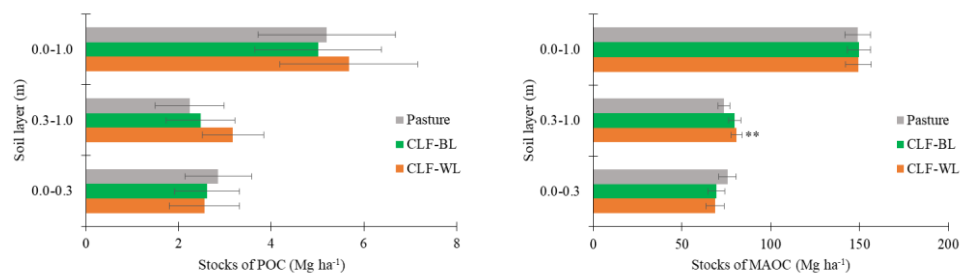 0.0–1.0
0.3–1.0
0.0–0.3
Soil layer (m)
Pasture
CLF-BL
CLF-WL
0 2 4 6 8
Stocks of POC (Mg ha⁻¹)
0.0–1.0
0.3–1.0
0.0–0.3
Soil layer (m)
**
Pasture
CLF-BL
CLF-WL
0 50 100 150 200
Stocks of MAOC (Mg ha⁻¹)